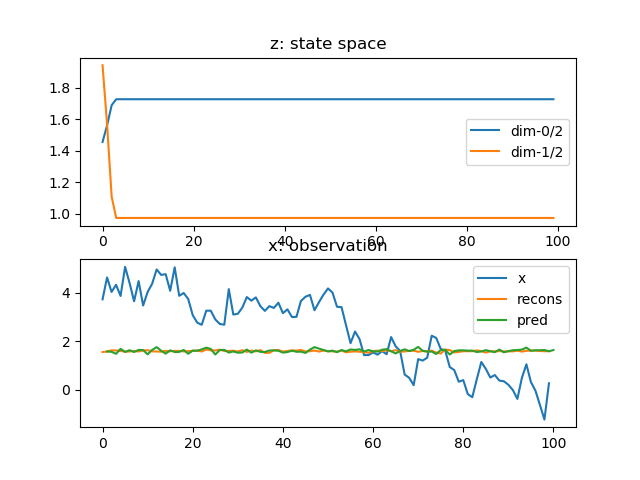 z: state space
1.8
1.6
1.4
1.2
1.0
dim-0/2
dim-1/2
0 20 40 60 80 100
x: observation
4
2
0
x
recons
pred
0 20 40 60 80 100